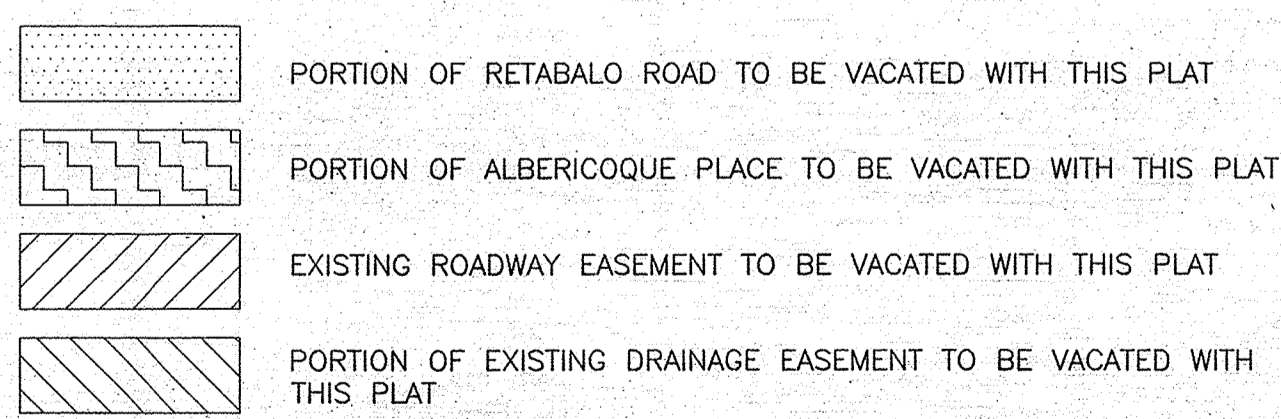 PORTION OF RETABALO ROAD TO BE VACATED WITH THIS PLAT
PORTION OF ALBERICOQUE PLACE TO BE VACATED WITH THIS PLAT
EXISTING ROADWAY EASEMENT TO BE VACATED WITH THIS PLAT
PORTION OF EXISTING DRAINAGE EASEMENT TO BE VACATED WITH
THIS PLAT